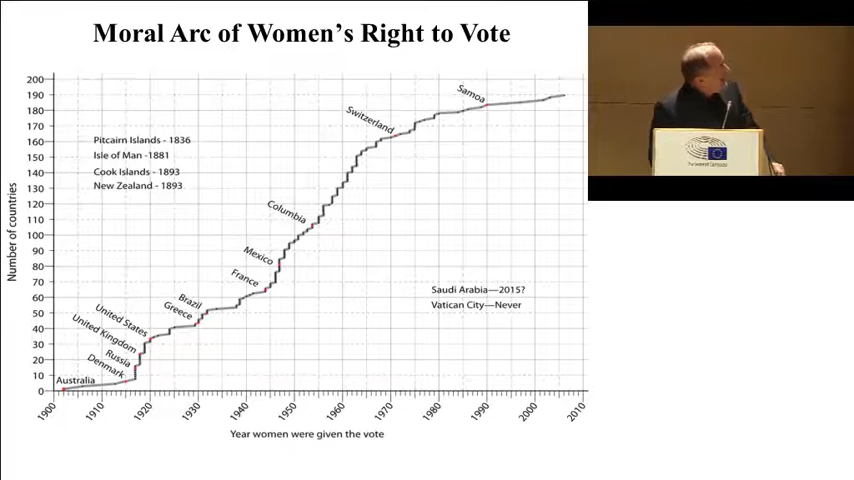 Moral Arc of Women's Right to Vote
Number of countries
200
190
180
170
160
150
140
130
120
110
100
90
80
70
60
50
40
30
20
10
0
Pitcairn Islands - 1836
Isle of Man -1881
Cook Islands - 1893
New Zealand - 1893
Samoa
Switzerland
Columbia
Mexico
France
Brazil
Greece
United States
United Kingdom
Russia
Denmark
Australia
Saudi Arabia—2015?
Vatican City—Never
1900
1910
1920
1930
1940
1950
1960
1970
1980
1990
2000
2010
Year women were given the vote